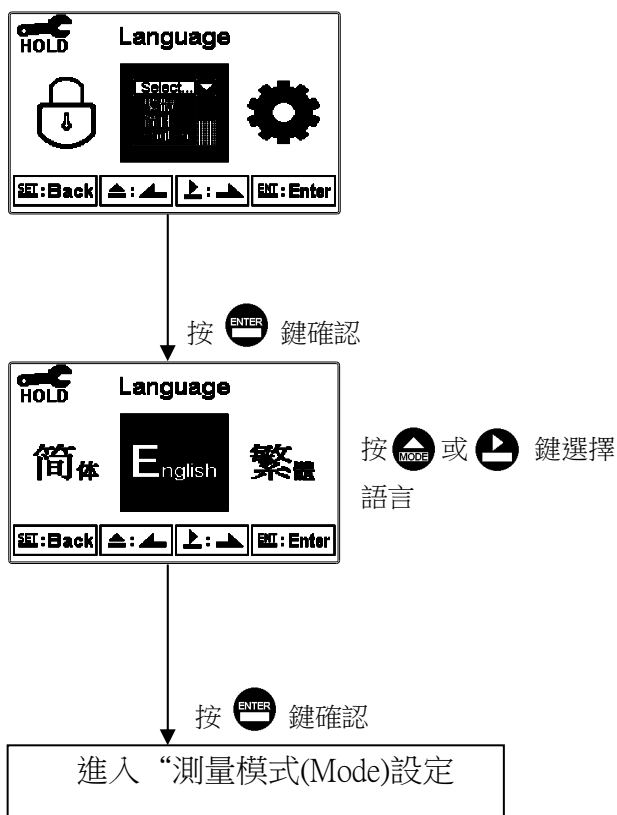 HOLD Language
Select...
English
SET:Back ▲: ▶: ENT:Enter
按 ENTER 鍵確認
HOLD Language
简体 English 繁體
SET:Back ▲: ▶: ENT:Enter
按 MODE 或 鍵選擇
語言
按 ENTER 鍵確認
進入“測量模式(Mode)設定